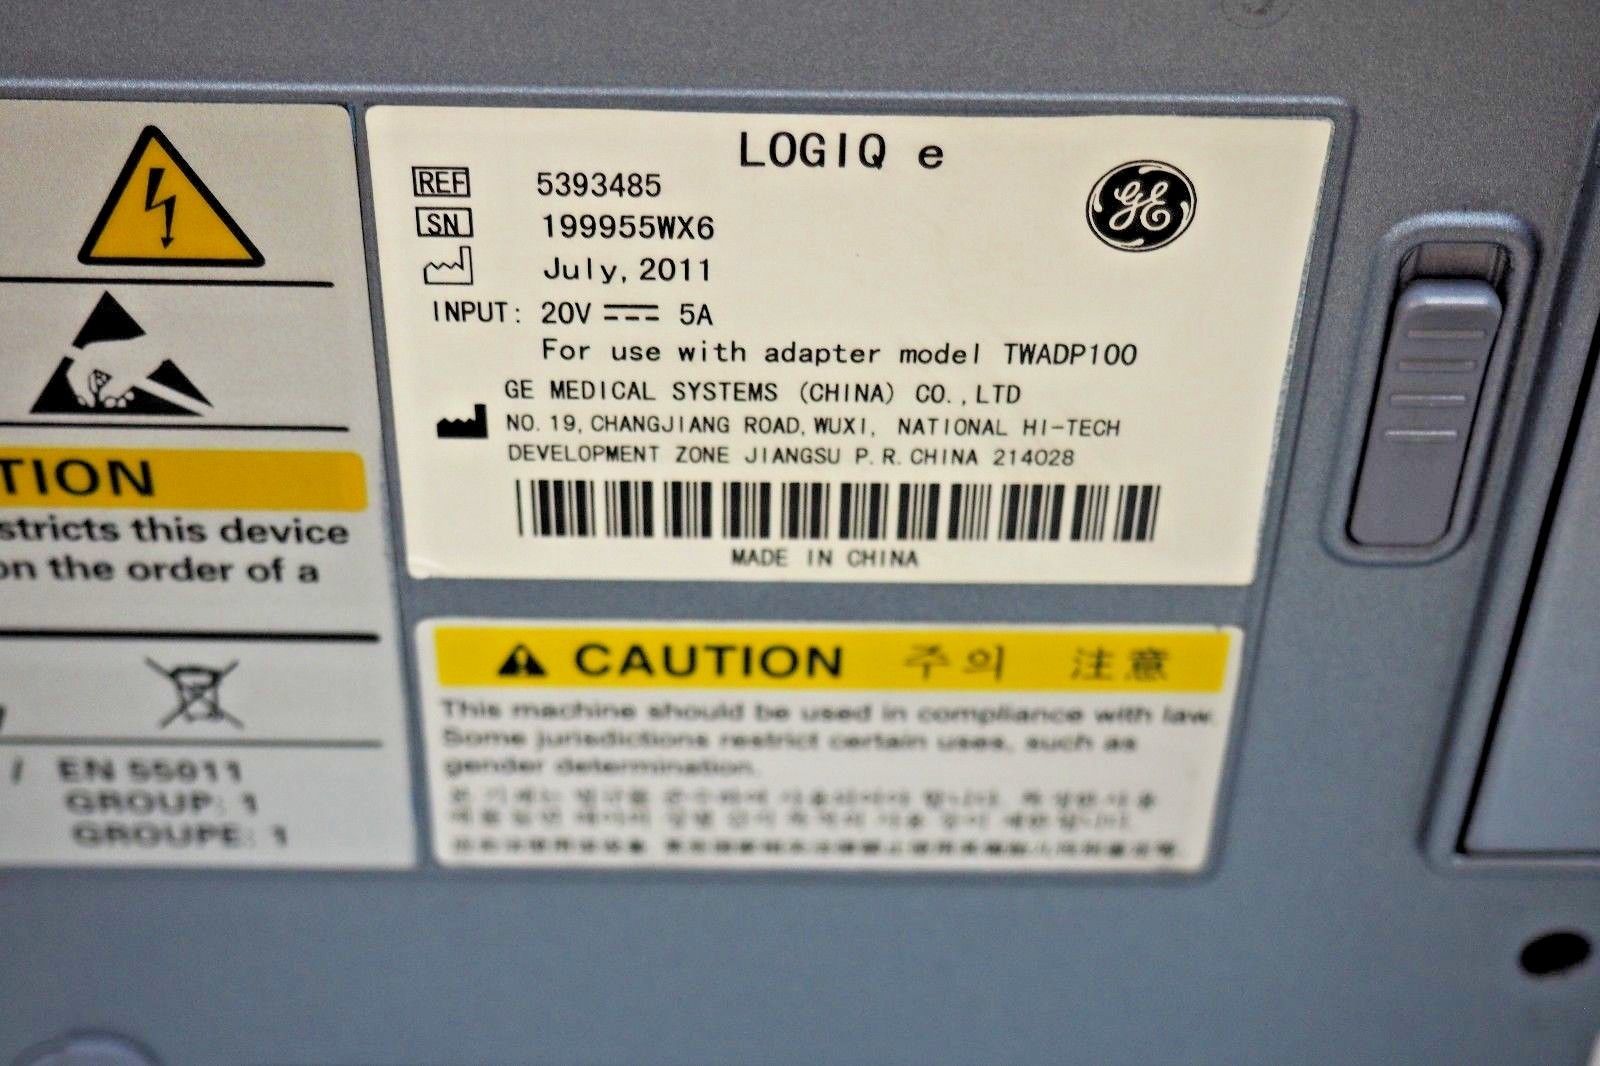 LOGIQ e
GE
REF 5393485
SN 199955WX6
July, 2011
INPUT: 20V 5A
For use with adapter model TWADP100
GE MEDICAL SYSTEMS (CHINA) CO., LTD
NO. 19, CHANGJIANG ROAD, WUXI, NATIONAL HI-TECH
DEVELOPMENT ZONE JIANGSU P. R. CHINA 214028
MADE IN CHINA
TION
stricts this device
on the order of a
/ EN 55011
GROUP: 1
GROUPE: 1
CAUTION 주의 注意
This machine should be used in compliance with law.
Some jurisdictions restrict certain uses, such as
gender determination.